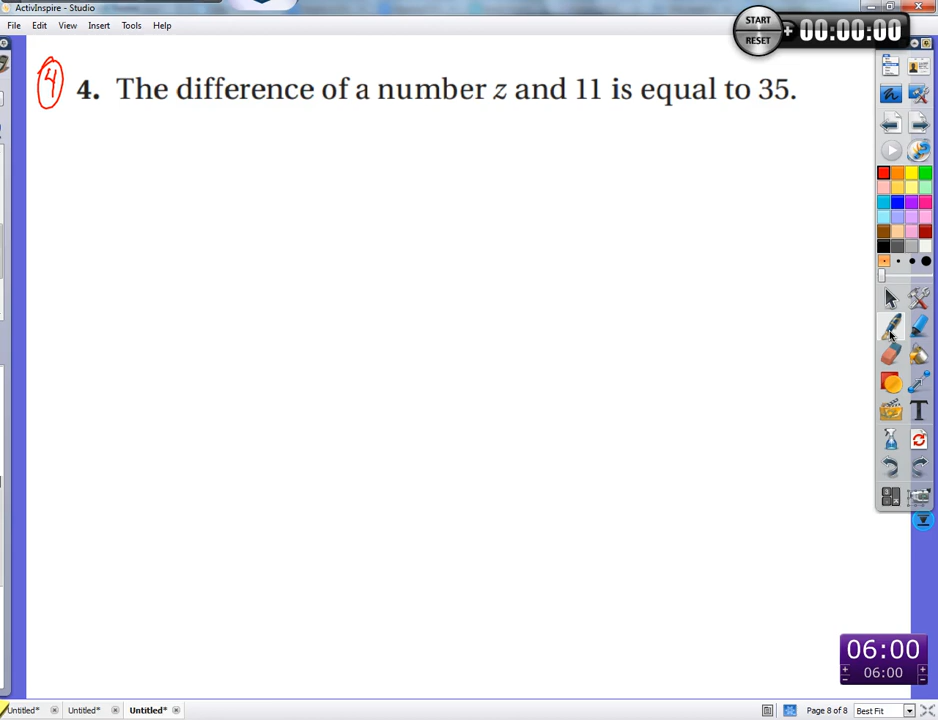 ActivInspire - Studio
START
RESET
+ 00:00:00
File Edit View Insert Tools Help
4
4. The difference of a number z and 11 is equal to 35.
T
06:00
+ 06:00 +
- -
Untitled* Untitled* Untitled*
Page 8 of 8 Best Fit